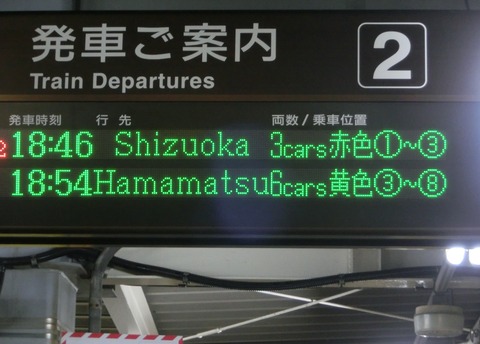 発車ご案内 2
Train Departures
発車時刻 行先 両数/乗車位置
2 18:46 Shizuoka 3cars 赤色①~③
18:54 Hamamatsu 6cars 黄色③~⑧